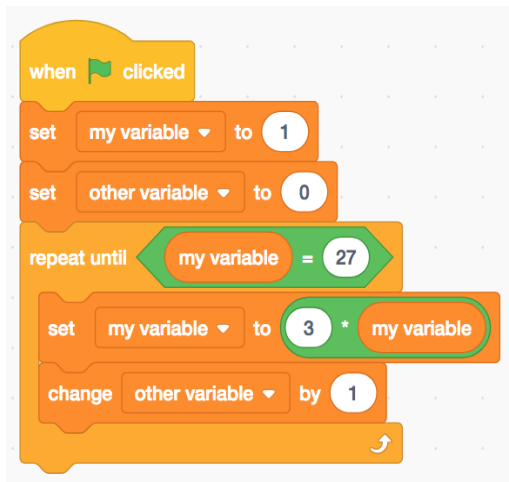 when clicked
set my variable to 1
set other variable to 0
repeat until my variable = 27
set my variable to 3 * my variable
change other variable by 1